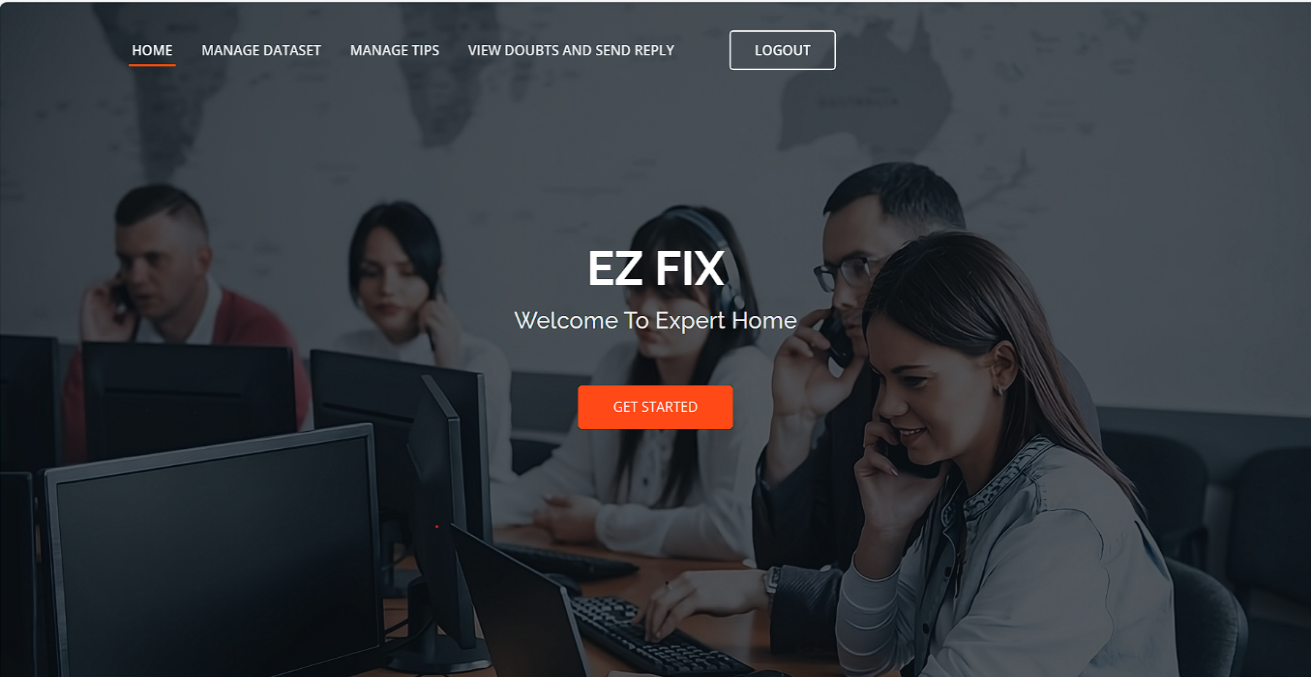 HOME MANAGE DATASET MANAGE TIPS VIEW DOUBTS AND SEND REPLY LOGOUT
AUSTRALIA
EZ FIX
Welcome To Expert Home
GET STARTED